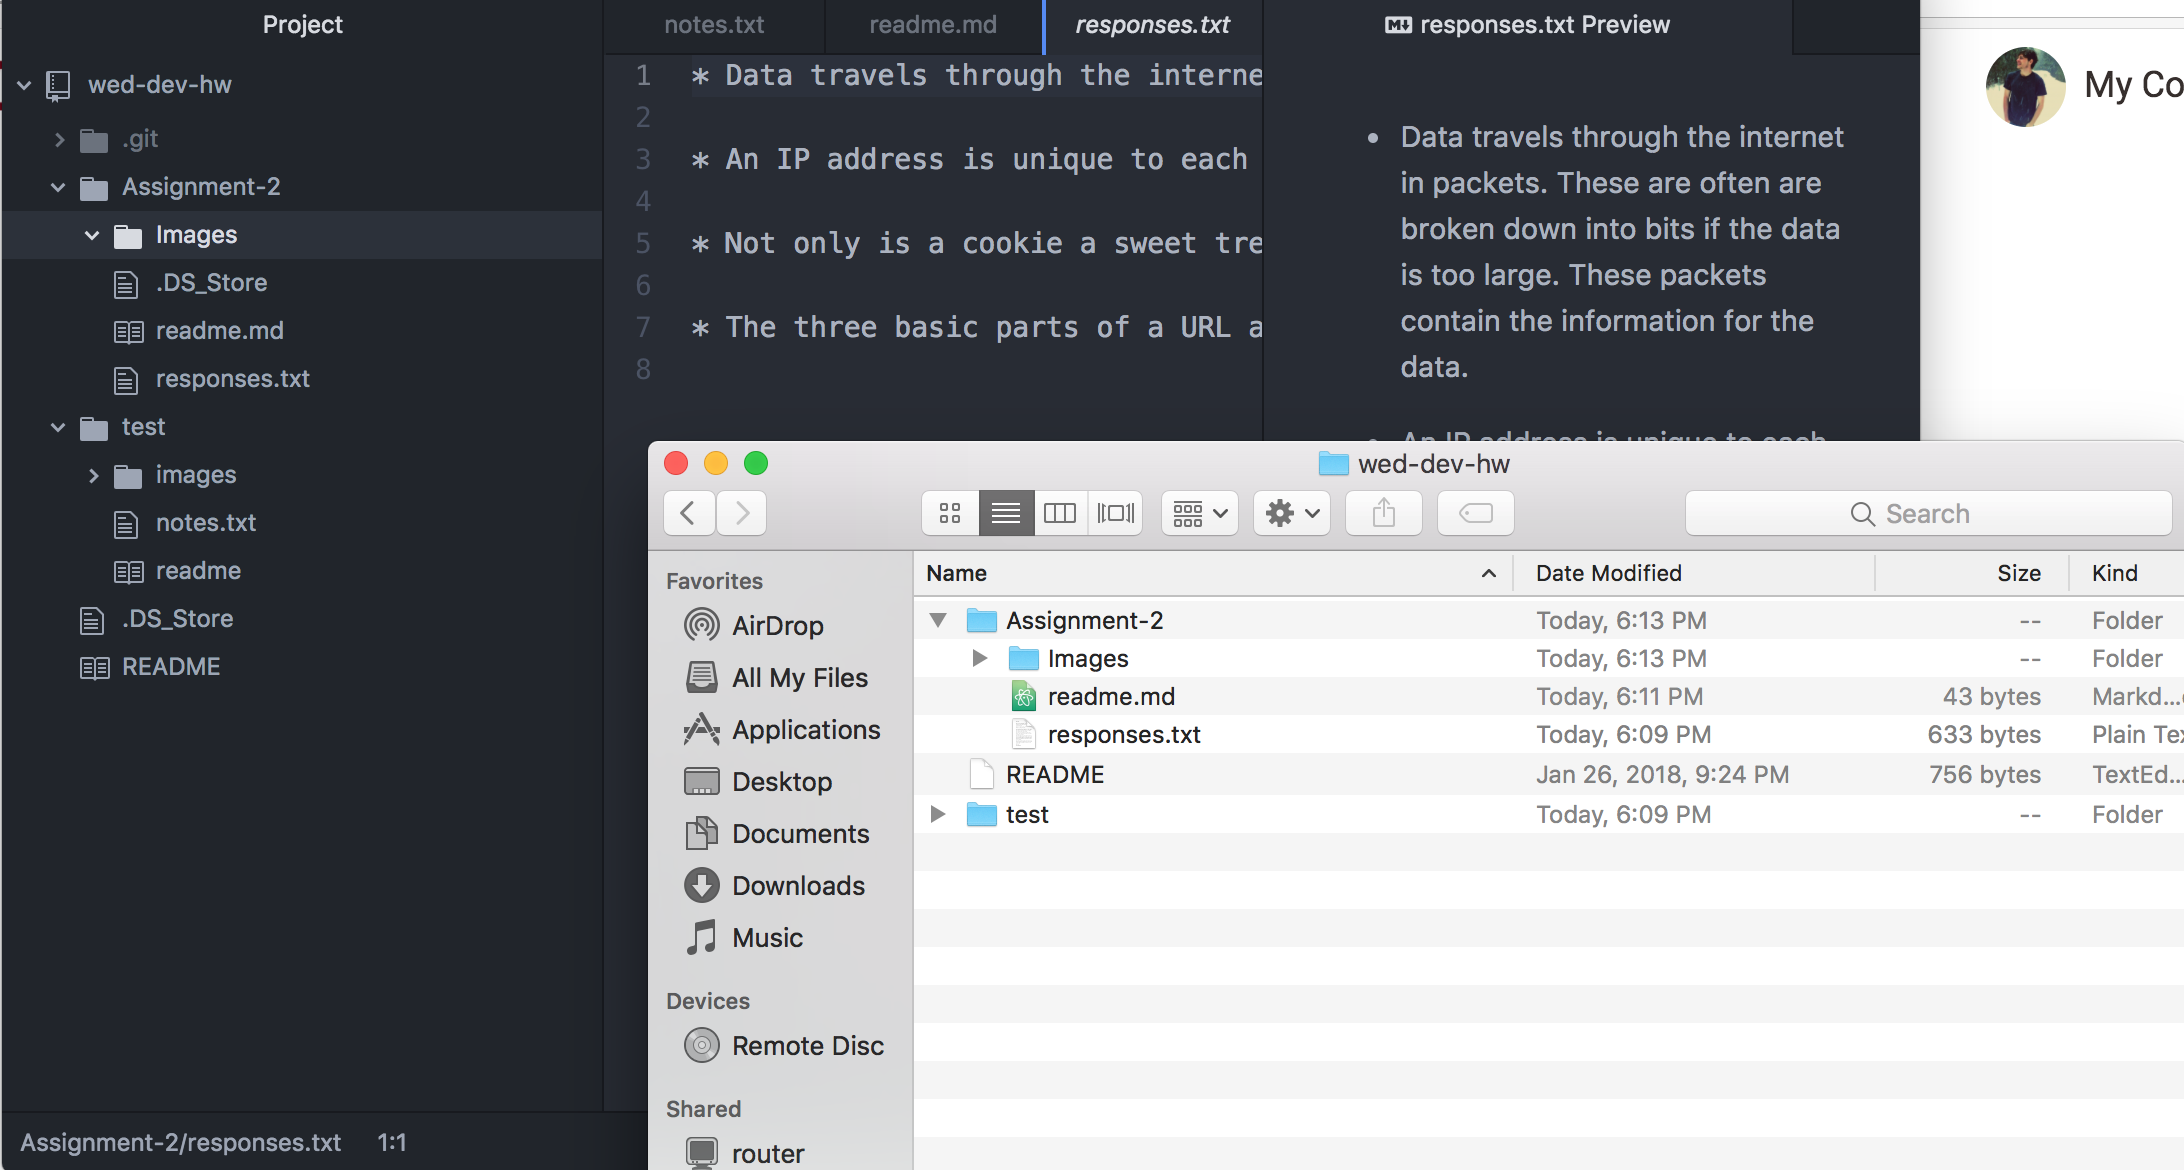 Project
wed-dev-hw
.git
Assignment-2
Images
.DS_Store
readme.md
responses.txt
test
images
notes.txt
readme
.DS_Store
README
Assignment-2/responses.txt 1:1
notes.txt readme.md responses.txt
1 * Data travels through the interne
2
3 * An IP address is unique to each
4
5 * Not only is a cookie a sweet tre
6
7 * The three basic parts of a URL a
8
responses.txt Preview
• Data travels through the internet
in packets. These are often are
broken down into bits if the data
is too large. These packets
contain the information for the
data.
• An IP address is unique to each
My Co
wed-dev-hw
Search
Favorites
AirDrop
All My Files
Applications
Desktop
Documents
Downloads
Music
Devices
Remote Disc
Shared
router
Name Date Modified Size Kind
Assignment-2 Today, 6:13 PM -- Folder
Images Today, 6:13 PM -- Folder
readme.md Today, 6:11 PM 43 bytes Markd...
responses.txt Today, 6:09 PM 633 bytes Plain Te
README Jan 26, 2018, 9:24 PM 756 bytes TextEd...
test Today, 6:09 PM -- Folder